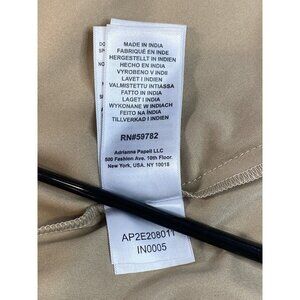 MADE IN INDIA
FABRIQUÉ EN INDE
HERGESTELLT IN INDIEN
HECHO EN INDIA
VYROBENO V INDII
LAVET I INDIEN
VALMISTETTU INTIASSA
FATTO IN INDIA
LAGET I INDIA
WYKONANE W INDIACH
FEITO NA ÍNDIA
TILLVERKAD I INDIEN
RN#59782
Adrianna Papell LLC
500 Fashion Ave. 10th Floor.
New York, USA. NY 10018
AP2E208011
IN0005